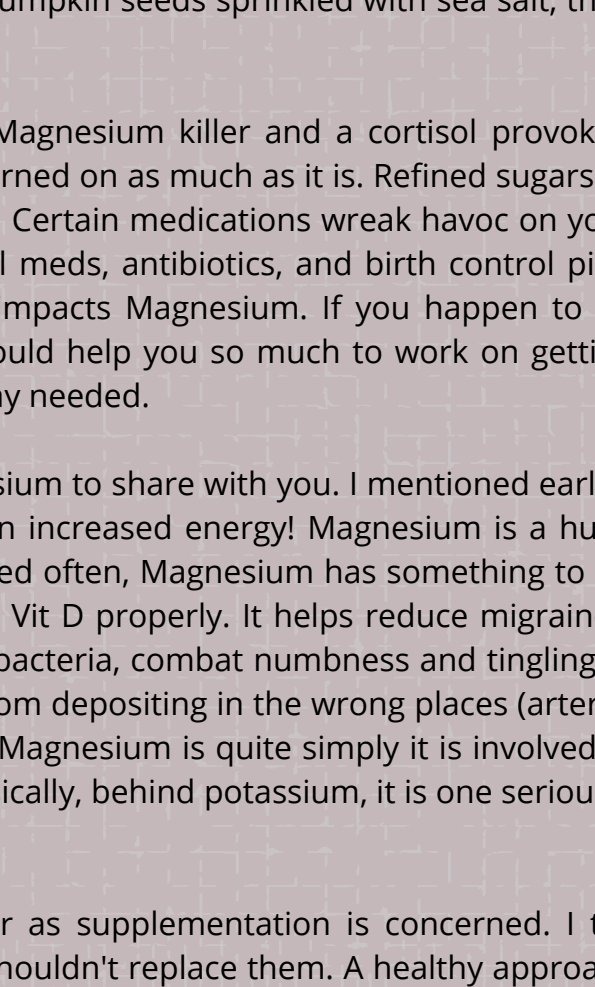 umpkin seeds sprinkled with sea salt, th
Magnesium killer and a cortisol provok
rned on as much as it is. Refined sugars
Certain medications wreak havoc on yo
l meds, antibiotics, and birth control pi
impacts Magnesium. If you happen to
ould help you so much to work on getti
ay needed.
sium to share with you. I mentioned earl
n increased energy! Magnesium is a hu
ed often, Magnesium has something to
Vit D properly. It helps reduce migrain
bacteria, combat numbness and tingling
om depositing in the wrong places (arter
Magnesium is quite simply it is involved
ically, behind potassium, it is one seriou
r as supplementation is concerned. I t
houldn't replace them. A healthy approa